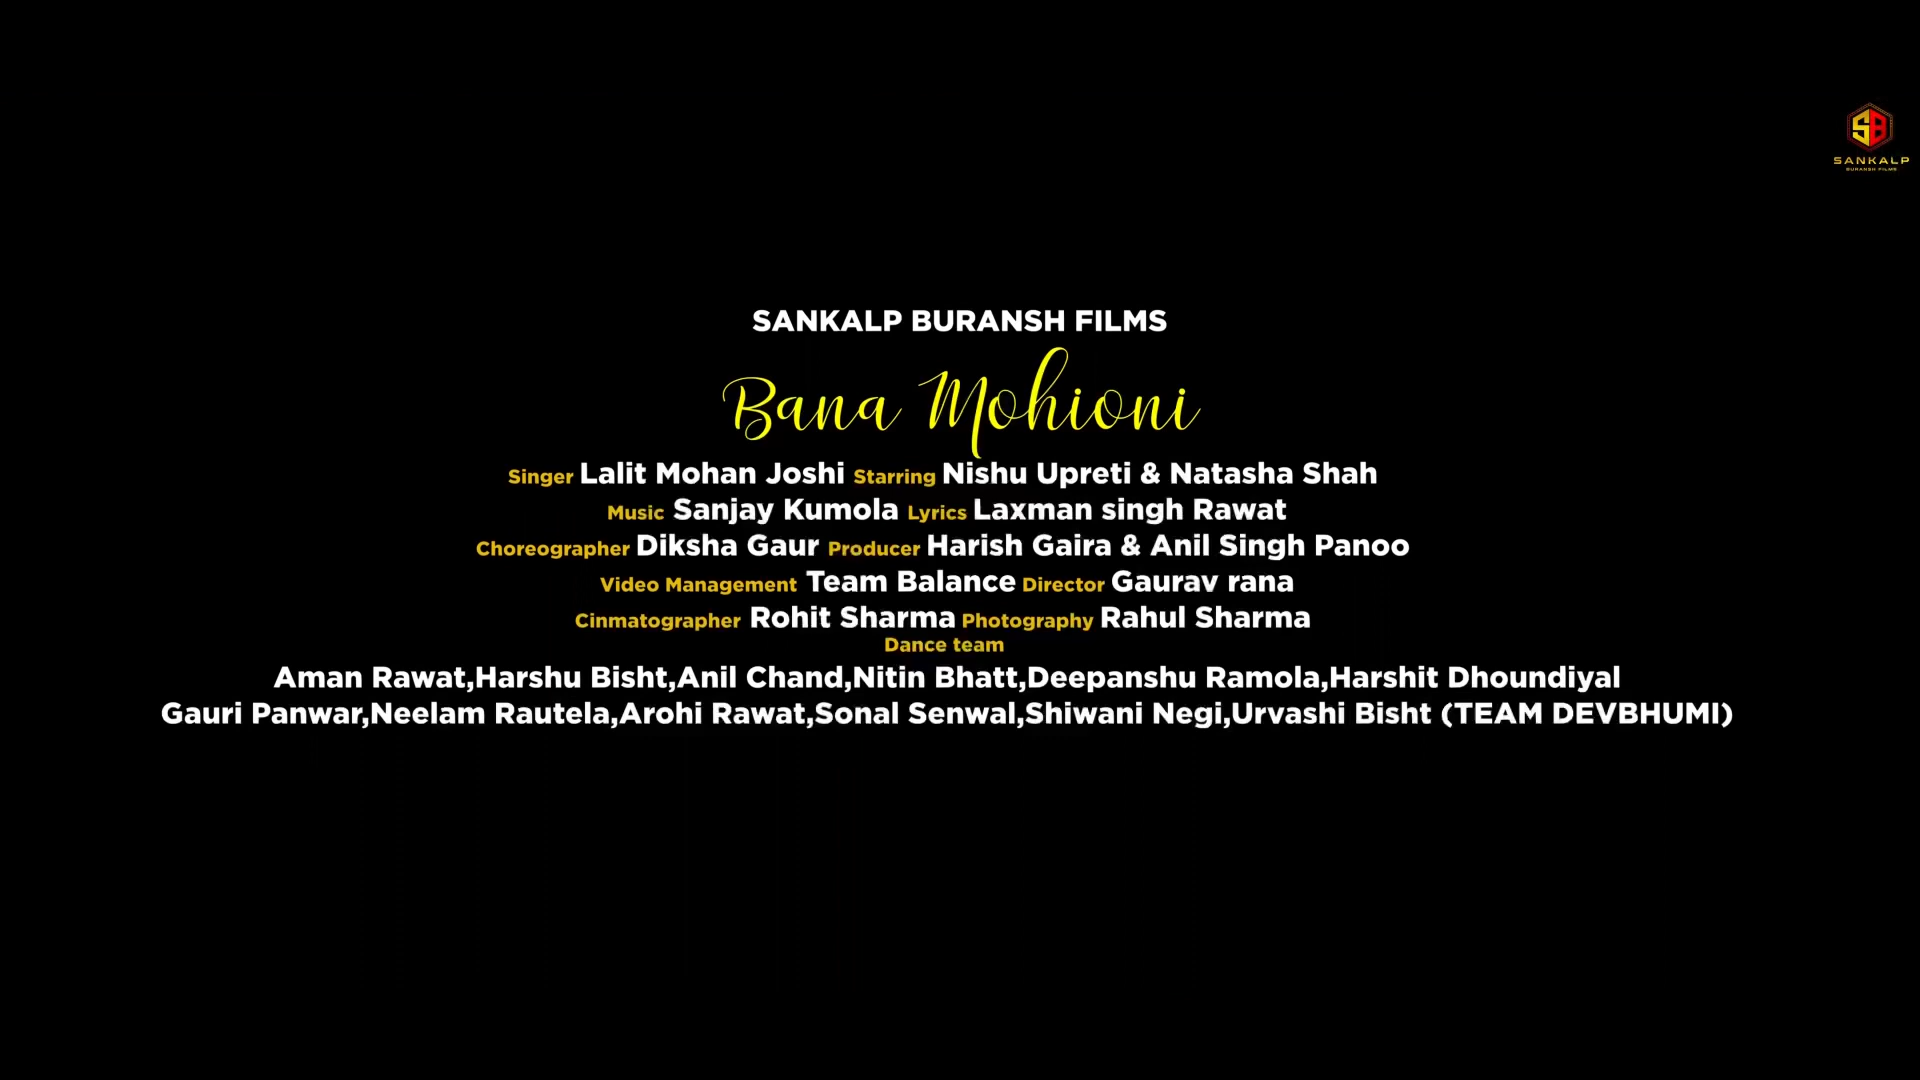 SANKALP
BURANSH FILMS
SANKALP BURANSH FILMS
Bana Mohioni
Singer Lalit Mohan Joshi Starring Nishu Upreti & Natasha Shah
Music Sanjay Kumola Lyrics Laxman singh Rawat
Choreographer Diksha Gaur Producer Harish Gaira & Anil Singh Panoo
Video Management Team Balance Director Gaurav rana
Cinmatographer Rohit Sharma Photography Rahul Sharma
Dance team
Aman Rawat,Harshu Bisht,Anil Chand,Nitin Bhatt,Deepanshu Ramola,Harshit Dhoundiyal
Gauri Panwar,Neelam Rautela,Arohi Rawat,Sonal Senwal,Shiwani Negi,Urvashi Bisht (TEAM DEVBHUMI)